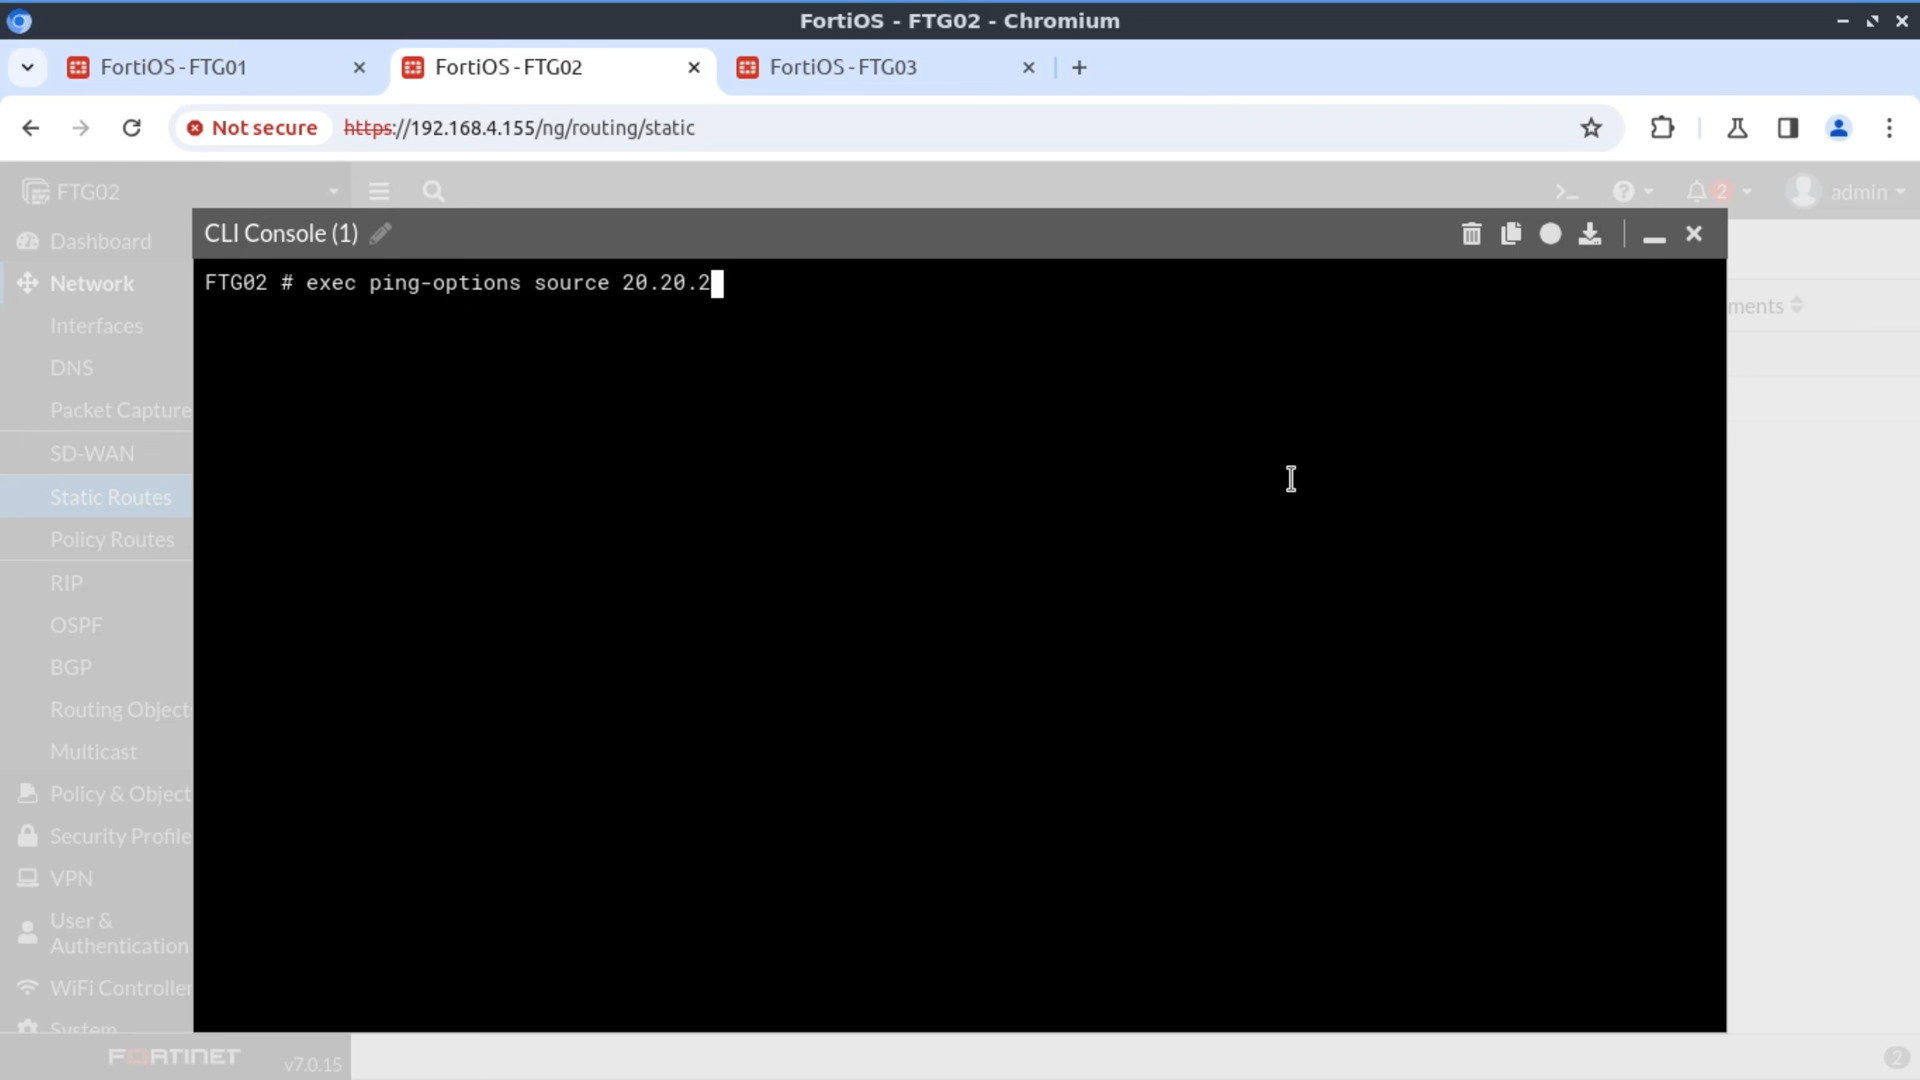 FortiOS - FTG02 - Chromium
FortiOS - FTG01
FortiOS - FTG02
FortiOS - FTG03
Not secure
https://192.168.4.155/ng/routing/static
FTG02
2
admin
CLI Console (1)
FTG02 # exec ping-options source 20.20.2
ments
Dashboard
Network
Interfaces
DNS
Packet Capture
SD-WAN
Static Routes
Policy Routes
RIP
OSPF
BGP
Routing Object
Multicast
Policy & Object
Security Profile
VPN
User &
Authentication
WiFi Controller
System
FORTINET
v7.0.15
2